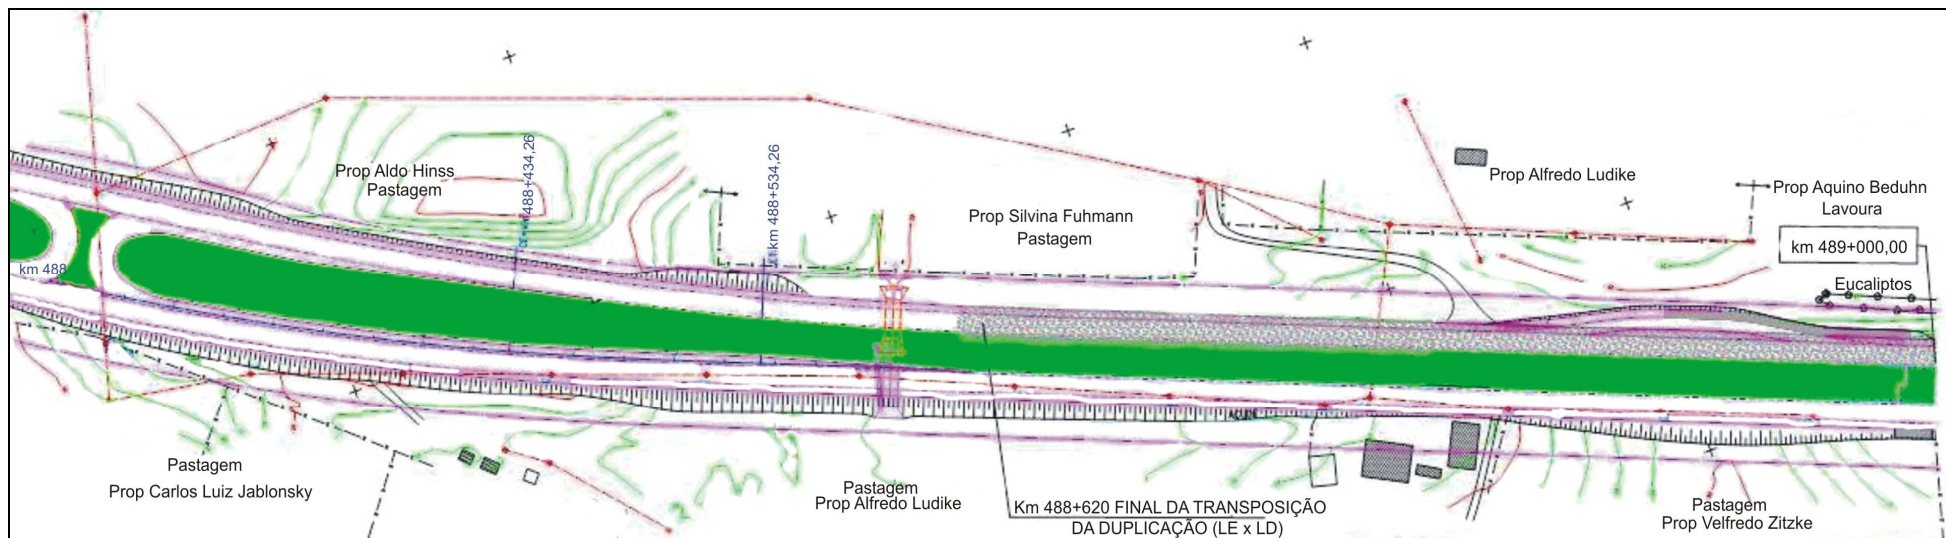 Prop Aldo Hinss
Pastagem
488+434,26
km 488+534,26
Prop Silvina Fuhmann
Pastagem
Prop Alfredo Ludike
Prop Aquino Beduhn
Lavoura
km 489+000,00
Eucaliptos
km 488
Pastagem
Prop Carlos Luiz Jablonsky
Pastagem
Prop Alfredo Ludike
Km 488+620 FINAL DA TRANSPOSIÇÃO
DA DUPLICAÇÃO (LE x LD)
Pastagem
Prop Velfredo Zitzke